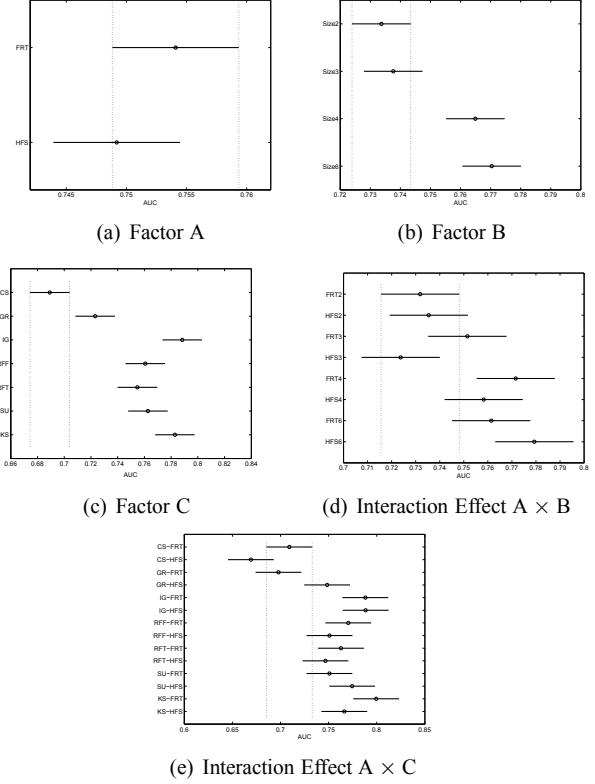 FRT
HFS
0.745 0.75 0.755 0.76
AUC
(a) Factor A
Size2
Size3
Size4
Size6
0.72 0.73 0.74 0.75 0.76 0.77 0.78 0.79 0.8
AUC
(b) Factor B
CS
GR
IG
RFF
RFT
SU
KS
0.66 0.68 0.7 0.72 0.74 0.76 0.78 0.8 0.82 0.84
AUC
(c) Factor C
FRT2
HFS2
FRT3
HFS3
FRT4
HFS4
FRT6
HFS6
0.7 0.71 0.72 0.73 0.74 0.75 0.76 0.77 0.78 0.79 0.8
AUC
(d) Interaction Effect A × B
CS−FRT
CS−HFS
GR−FRT
GR−HFS
IG−FRT
IG−HFS
RFF−FRT
RFF−HFS
RFT−FRT
RFT−HFS
SU−FRT
SU−HFS
KS−FRT
KS−HFS
0.6 0.65 0.7 0.75 0.8 0.85
AUC
(e) Interaction Effect A × C